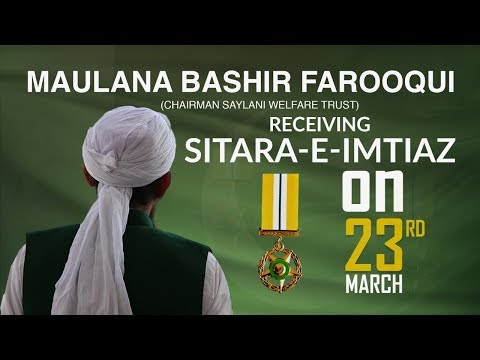 MAULANA BASHIR FAROOQUI
(CHAIRMAN SAYLANI WELFARE TRUST)
RECEIVING
SITARA-E-IMTIAZ
on
23RD
MARCH